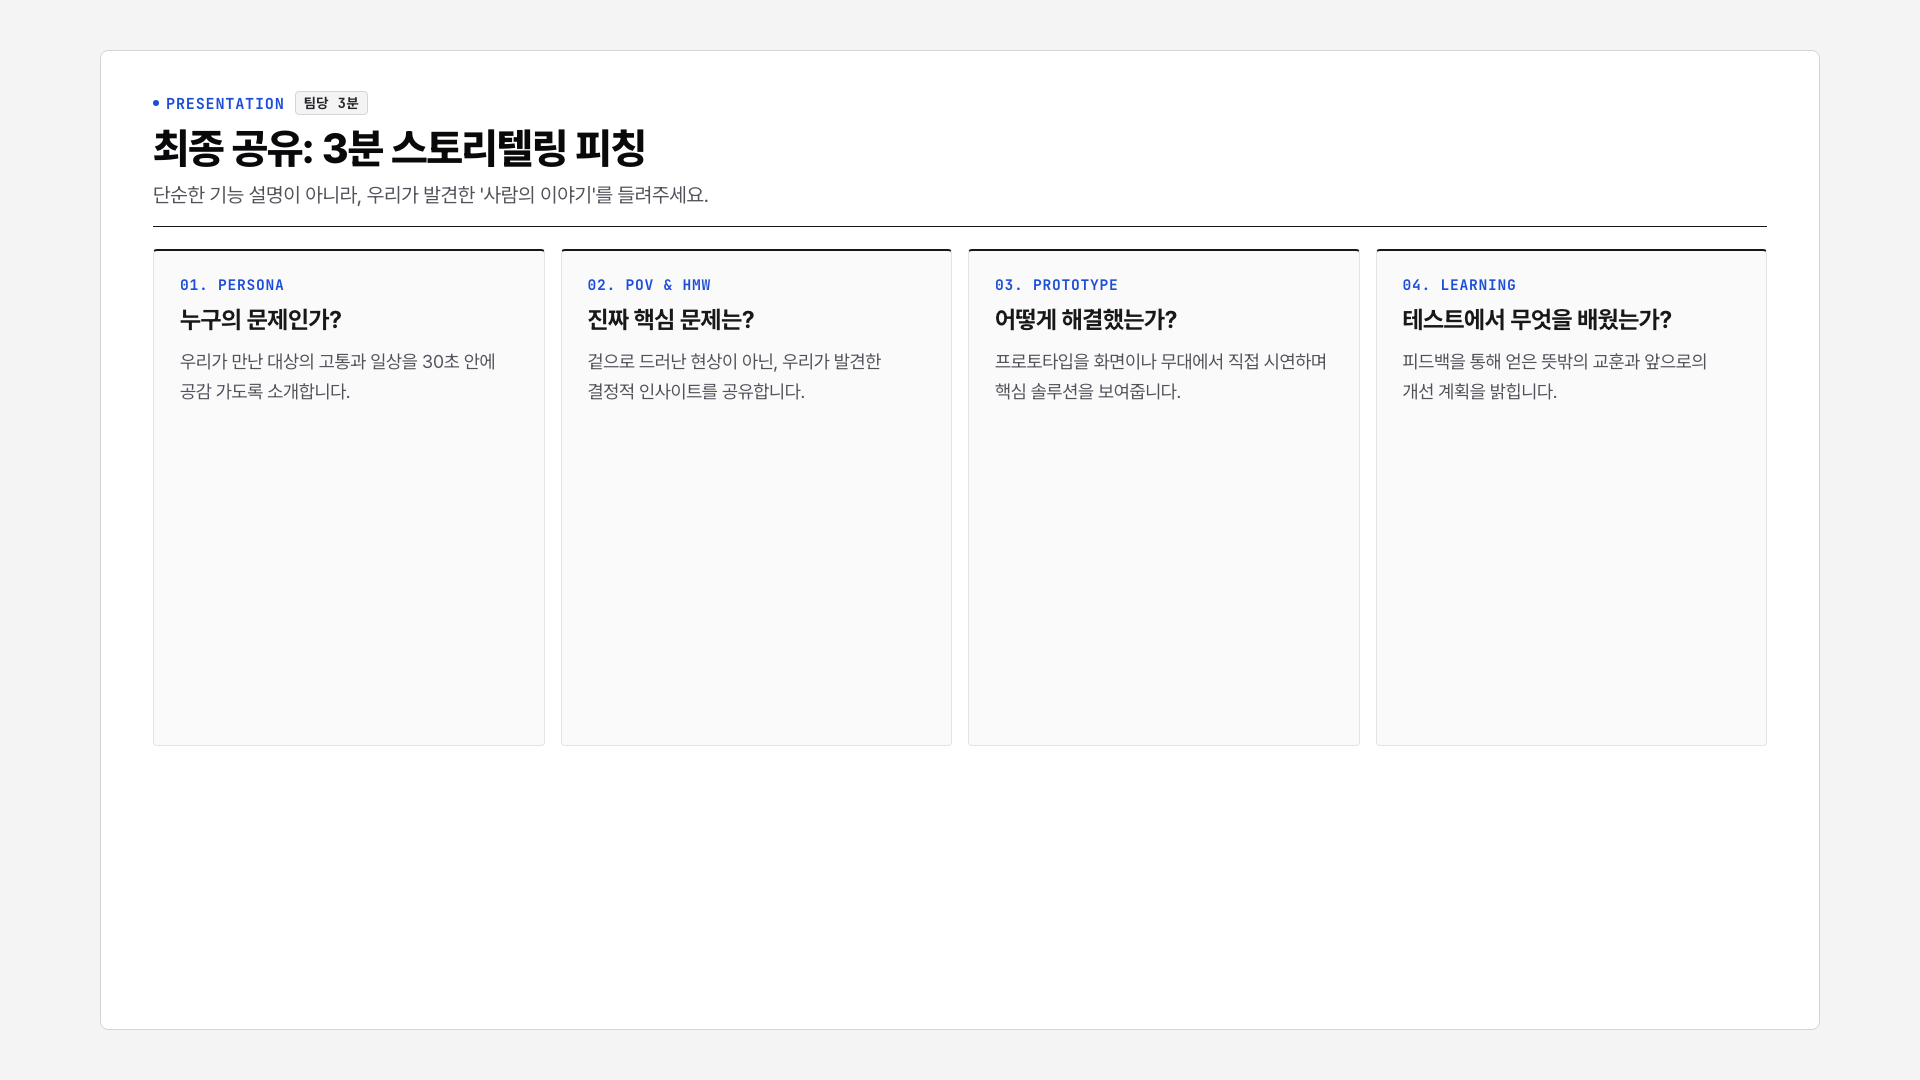 PRESENTATION 팀당 3분
최종 공유: 3분 스토리텔링 피칭
단순한 기능 설명이 아니라, 우리가 발견한 '사람의 이야기'를 들려주세요.
01. PERSONA
누구의 문제인가?
우리가 만난 대상의 고통과 일상을 30초 안에
공감 가도록 소개합니다.
02. POV & HMW
진짜 핵심 문제는?
겉으로 드러난 현상이 아닌, 우리가 발견한
결정적 인사이트를 공유합니다.
03. PROTOTYPE
어떻게 해결했는가?
프로토타입을 화면이나 무대에서 직접 시연하며
핵심 솔루션을 보여줍니다.
04. LEARNING
테스트에서 무엇을 배웠는가?
피드백을 통해 얻은 뜻밖의 교훈과 앞으로의
개선 계획을 밝힙니다.